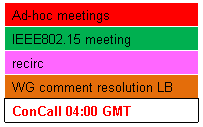 Ad-hoc meetings
IEEE802.15 meeting
recirc
WG comment resolution LB
ConCall 04:00 GMT